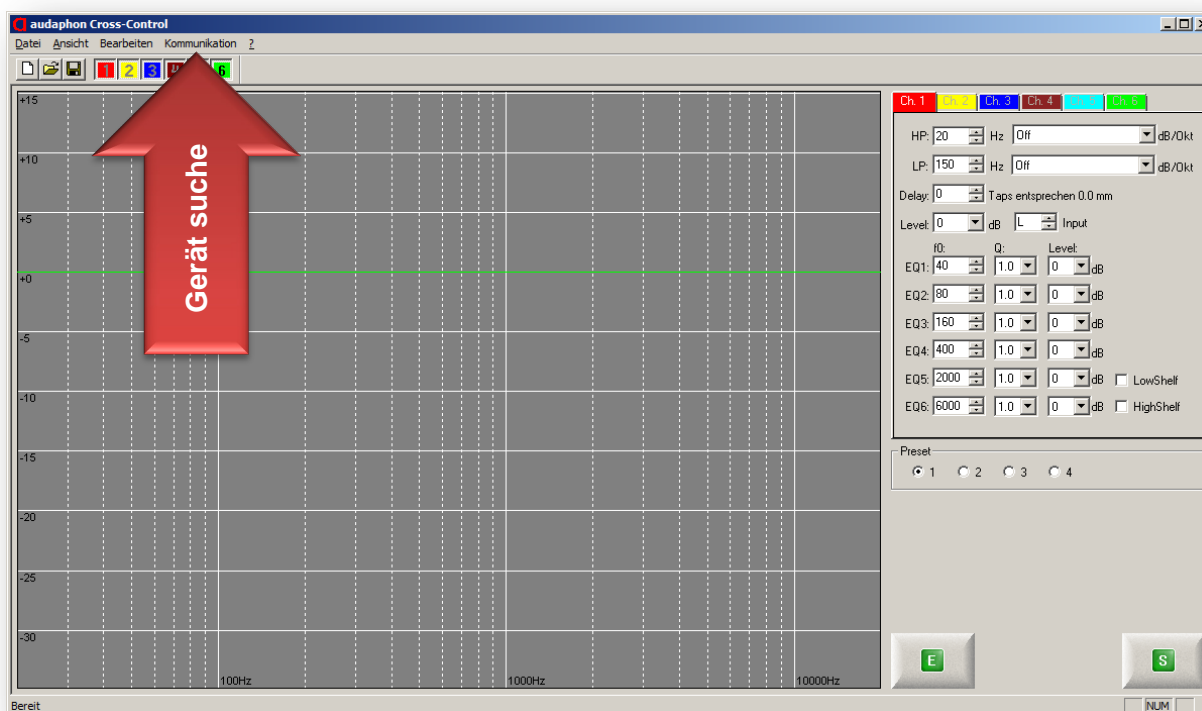 audaphon Cross-Control
Datei Ansicht Bearbeiten Kommunikation ?
1 2 3 4 6
Gerät suche
+15
+10
+5
+0
-5
-10
-15
-20
-25
-30
100Hz 1000Hz 10000Hz
Ch. 1 Ch. 2 Ch. 3 Ch. 4 Ch. 6
HP: 20 Hz Off dB/Okt
LP: 150 Hz Off dB/Okt
Delay: 0 Taps entsprechen 0.0 mm
Level: 0 dB L Input
f0: Q: Level:
EQ1: 40 1.0 0 dB
EQ2: 80 1.0 0 dB
EQ3: 160 1.0 0 dB
EQ4: 400 1.0 0 dB
EQ5: 2000 1.0 0 dB LowShelf
EQ6: 6000 1.0 0 dB HighShelf
Preset
1 2 3 4
E S
Bereit NUM